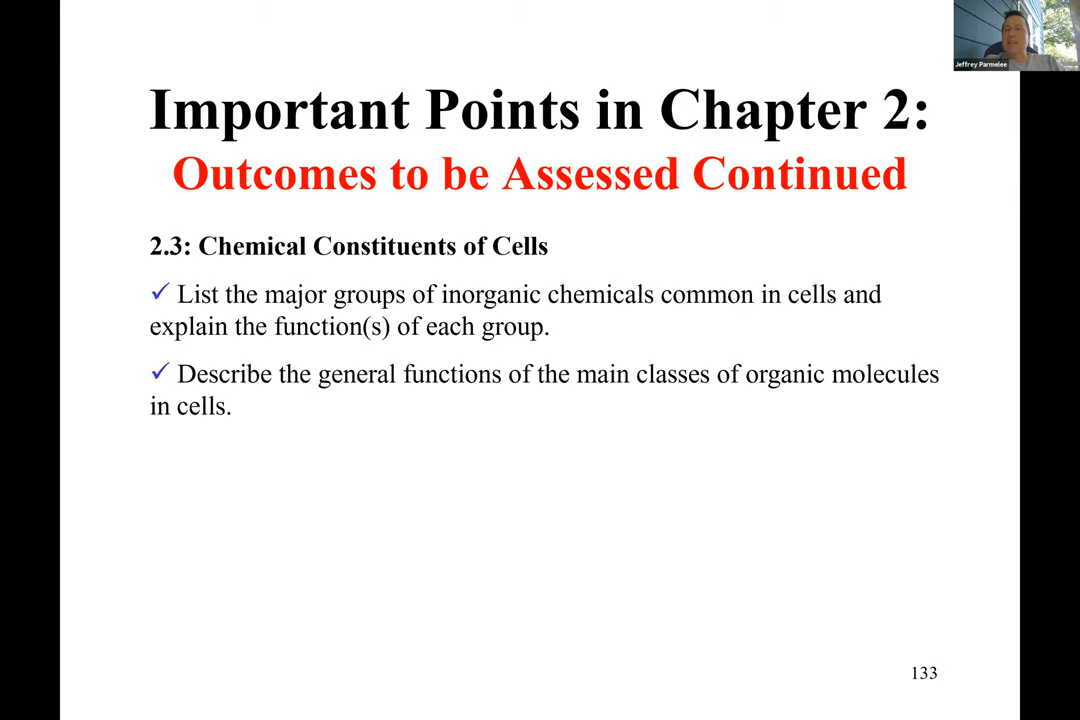 Jeffrey Parmelee
Important Points in Chapter 2:
Outcomes to be Assessed Continued
2.3: Chemical Constituents of Cells
✓ List the major groups of inorganic chemicals common in cells and
explain the function(s) of each group.
✓ Describe the general functions of the main classes of organic molecules
in cells.
133